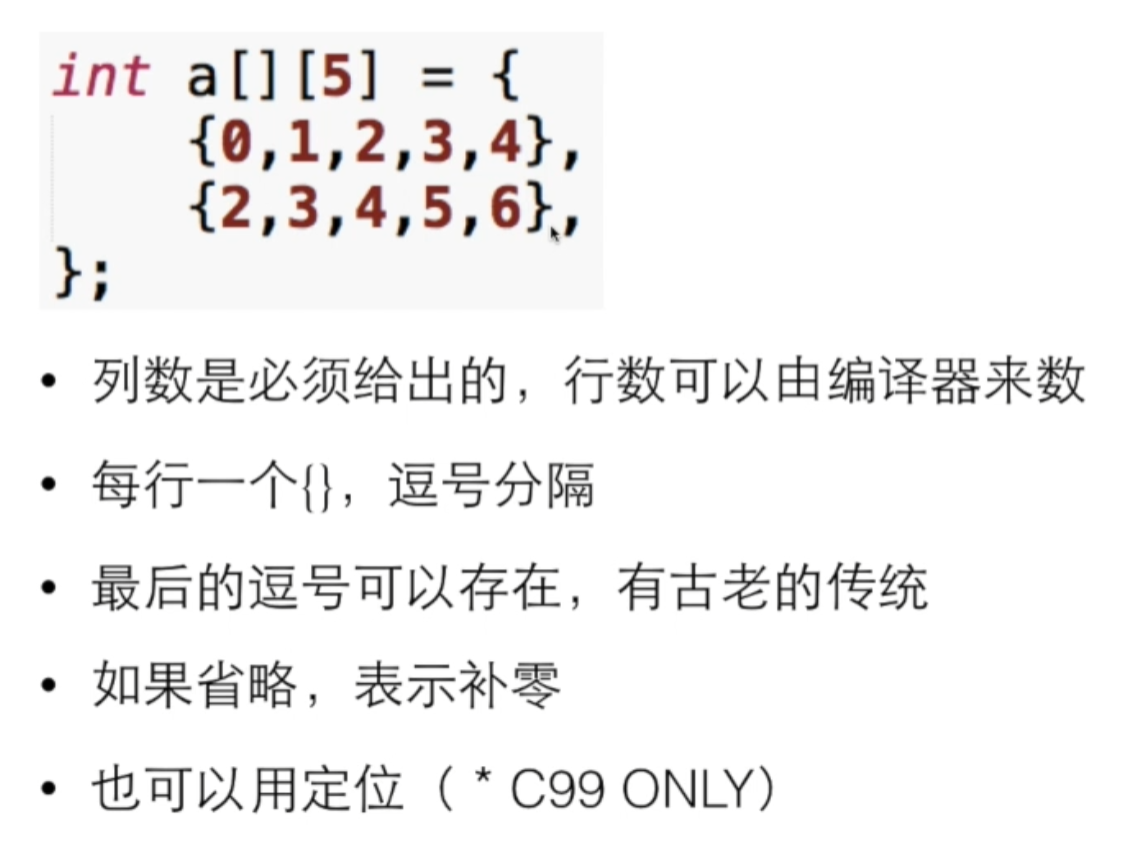 int a[][5] = {
{0,1,2,3,4},
{2,3,4,5,6},
};
• 列数是必须给出的，行数可以由编译器来数
• 每行一个{}，逗号分隔
• 最后的逗号可以存在，有古老的传统
• 如果省略，表示补零
• 也可以用定位（ * C99 ONLY）